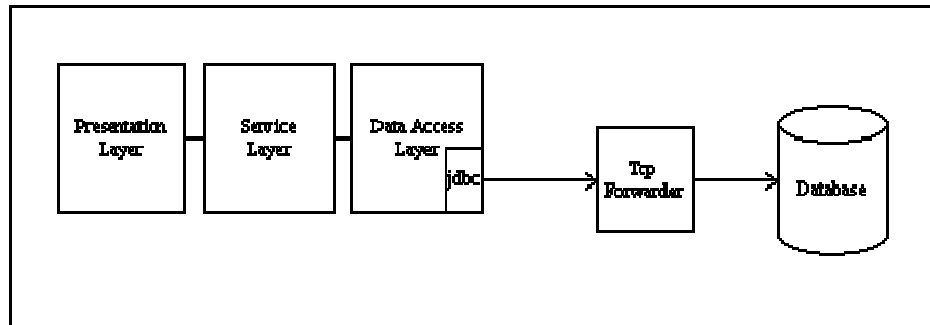 Presentation
Layer
Service
Layer
Data Access
Layer
jdbc
Tcp
Forwarder
Database